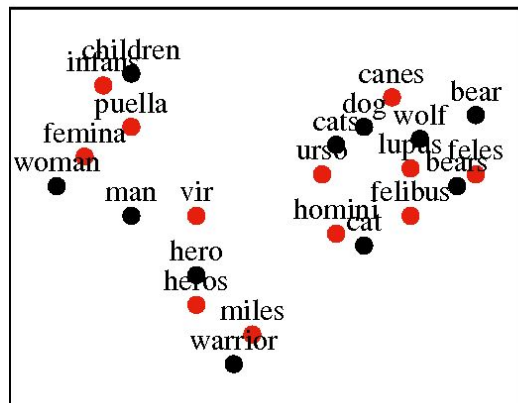 children
infans
canes
puella
dog
bear
cats
wolf
femina
urso
lupus
feles
woman
bears
man
vir
felibus
homini
cat
hero
heros
miles
warrior